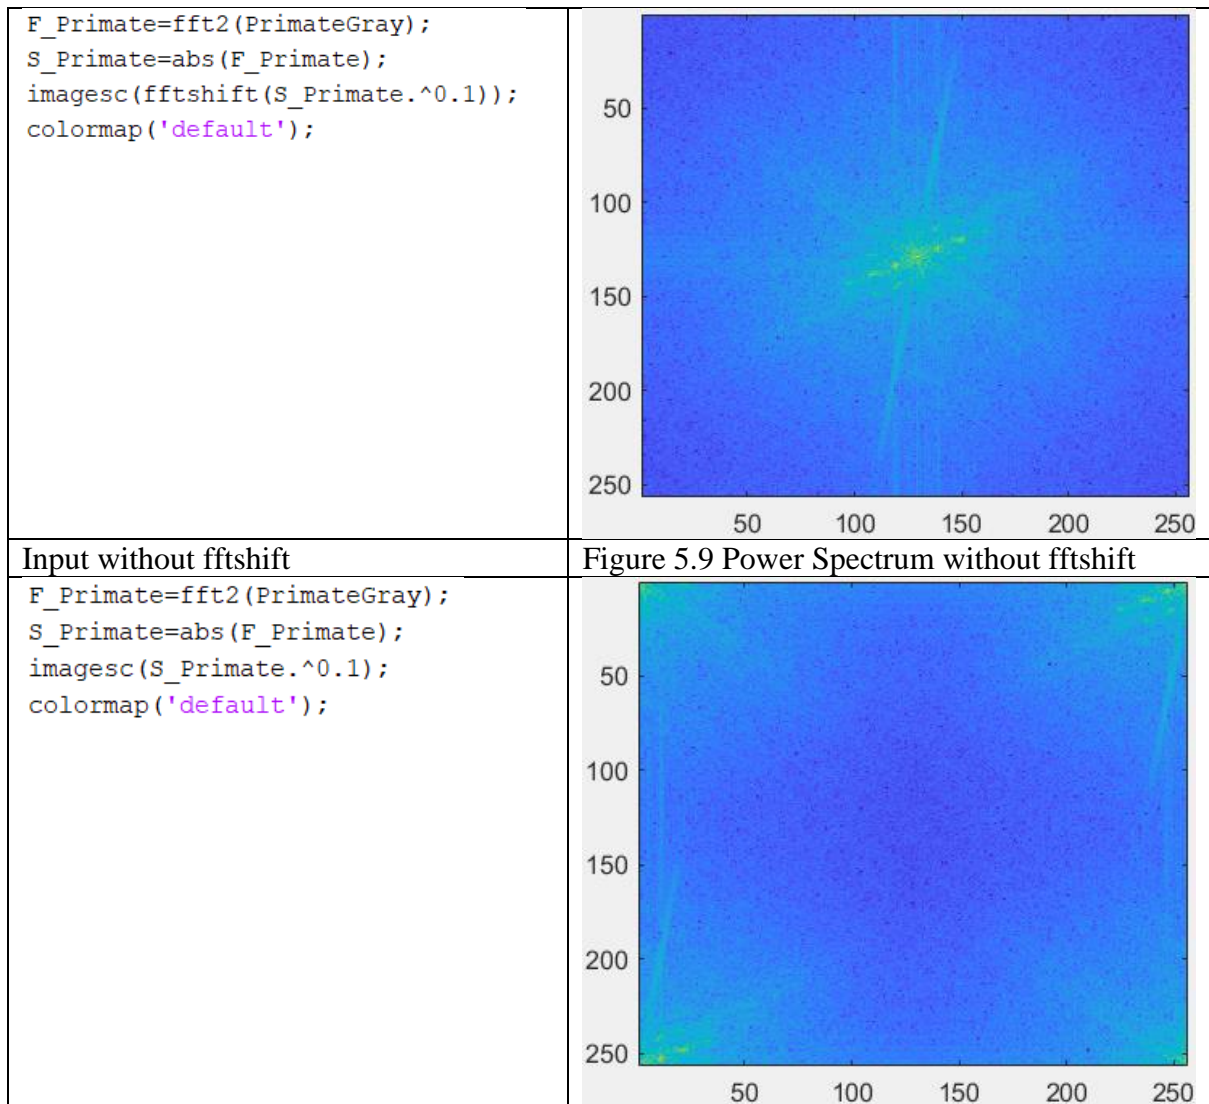 F_Primate=fft2(PrimateGray);
S_Primate=abs(F_Primate);
imagesc(fftshift(S_Primate.^0.1));
colormap('default');
50
100
150
200
250
50 100 150 200 250
Input without fftshift
Figure 5.9 Power Spectrum without fftshift
F_Primate=fft2(PrimateGray);
S_Primate=abs(F_Primate);
imagesc(S_Primate.^0.1);
colormap('default');
50
100
150
200
250
50 100 150 200 250